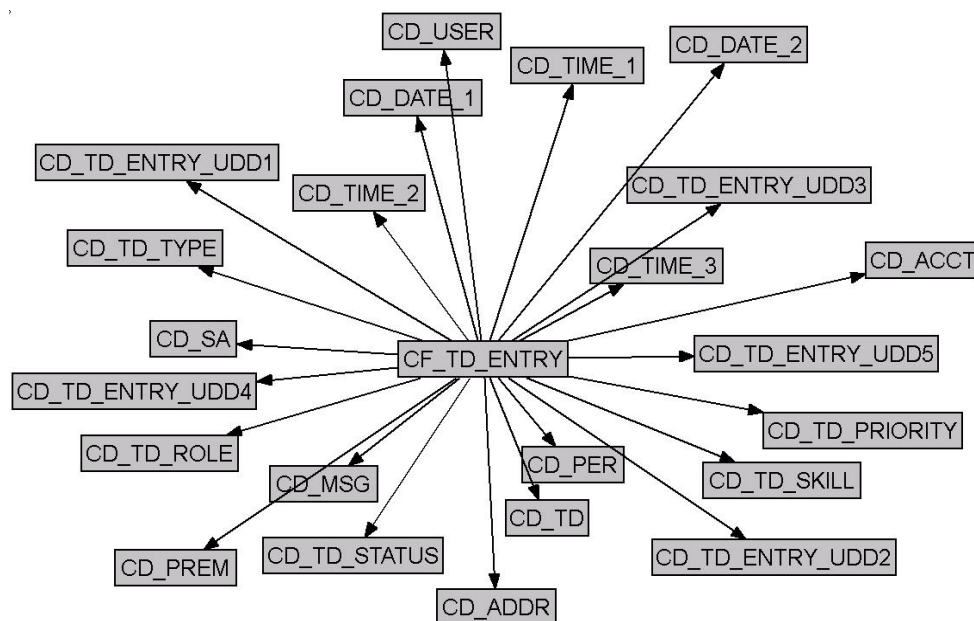 CD_USER
CD_DATE_2
CD_TIME_1
CD_DATE_1
CD_TD_ENTRY_UDD1
CD_TD_ENTRY_UDD3
CD_TIME_2
CD_TD_TYPE
CD_TIME_3
CD_ACCT
CD_SA
CF_TD_ENTRY
CD_TD_ENTRY_UDD5
CD_TD_ENTRY_UDD4
CD_TD_PRIORITY
CD_TD_ROLE
CD_PER
CD_MSG
CD_TD_SKILL
CD_TD
CD_TD_STATUS
CD_TD_ENTRY_UDD2
CD_PREM
CD_ADDR